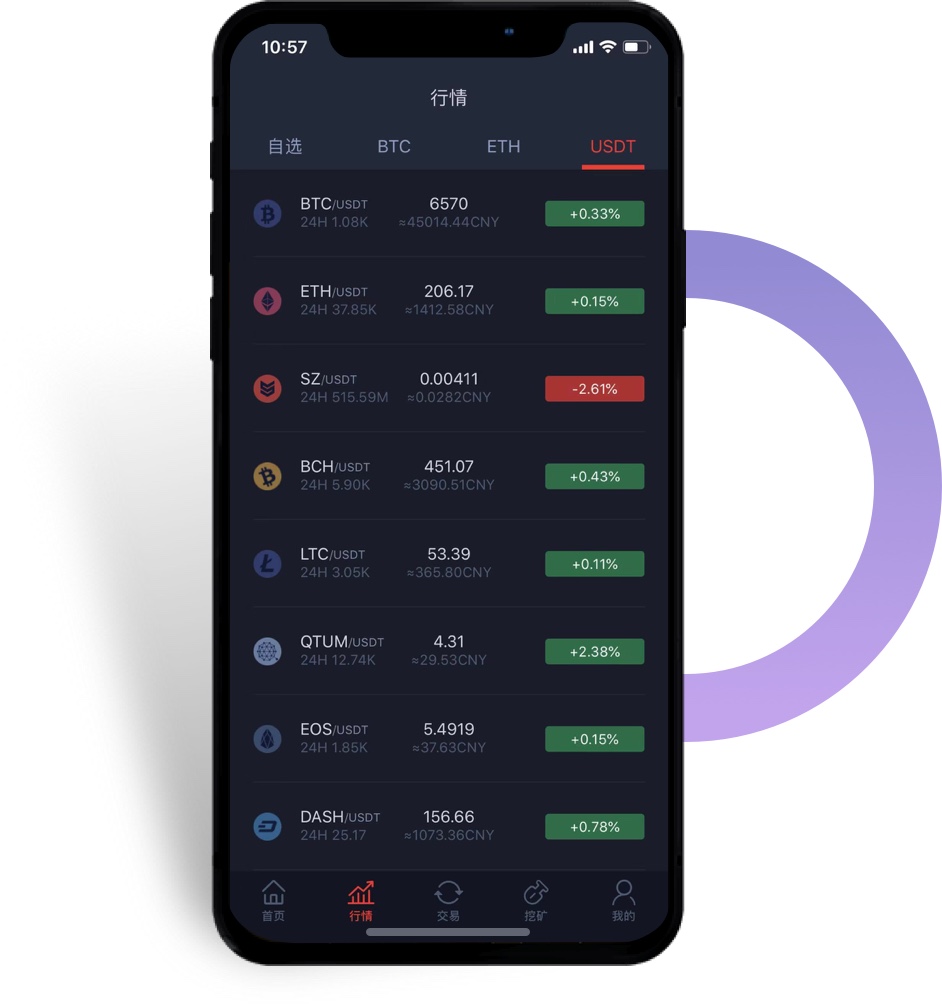 10:57
行情
自选 BTC ETH USDT
BTC/USDT 6570 +0.33%
24H 1.08K ≈45014.44CNY
ETH/USDT 206.17 +0.15%
24H 37.85K ≈1412.58CNY
SZ/USDT 0.00411 -2.61%
24H 515.59M ≈0.0282CNY
BCH/USDT 451.07 +0.43%
24H 5.90K ≈3090.51CNY
LTC/USDT 53.39 +0.11%
24H 3.05K ≈365.80CNY
QTUM/USDT 4.31 +2.38%
24H 12.74K ≈29.53CNY
EOS/USDT 5.4919 +0.15%
24H 1.85K ≈37.63CNY
DASH/USDT 156.66 +0.78%
24H 25.17 ≈1073.36CNY
首页 行情 交易 挖矿 我的